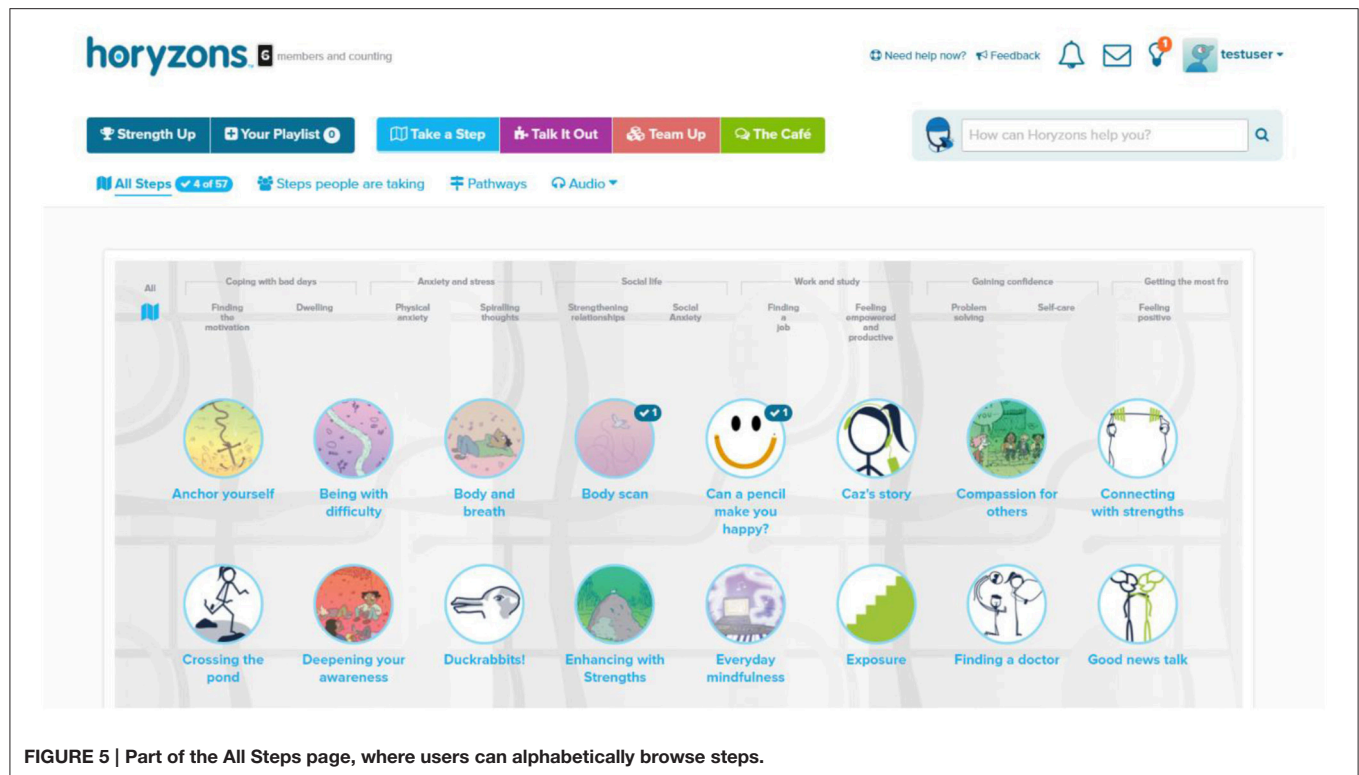 horyzons 6 members and counting
Need help now? Feedback 1 testuser
Strength Up Your Playlist 0 Take a Step Talk It Out Team Up The Café How can Horyzons help you?
All Steps 4 of 57 Steps people are taking Pathways Audio
All Coping with bad days Anxiety and stress Social life Work and study Gaining confidence Getting the most fro
Finding the motivation Dwelling Physical anxiety Spiralling thoughts Strengthening relationships Social Anxiety Finding a job Feeling empowered and productive Problem solving Self-care Feeling positive
1 1
YOU
Anchor yourself
Being with
difficulty
Body and
breath
Body scan
Can a pencil
make you
happy?
Caz's story
Compassion for
others
Connecting
with strengths
Crossing the
pond
Deepening your
awareness
Duckrabbits!
Enhancing with
Strengths
Everyday
mindfulness
Exposure
Finding a doctor
Good news talk
FIGURE 5 | Part of the All Steps page, where users can alphabetically browse steps.